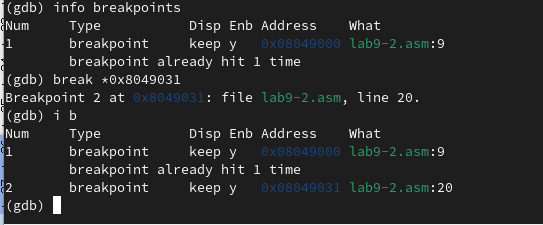 (gdb) info breakpoints
Num     Type           Disp Enb Address    What
1       breakpoint     keep y   0x08049000 lab9-2.asm:9
        breakpoint already hit 1 time
(gdb) break *0x8049031
Breakpoint 2 at 0x8049031: file lab9-2.asm, line 20.
(gdb) i b
Num     Type           Disp Enb Address    What
1       breakpoint     keep y   0x08049000 lab9-2.asm:9
        breakpoint already hit 1 time
2       breakpoint     keep y   0x08049031 lab9-2.asm:20
(gdb)